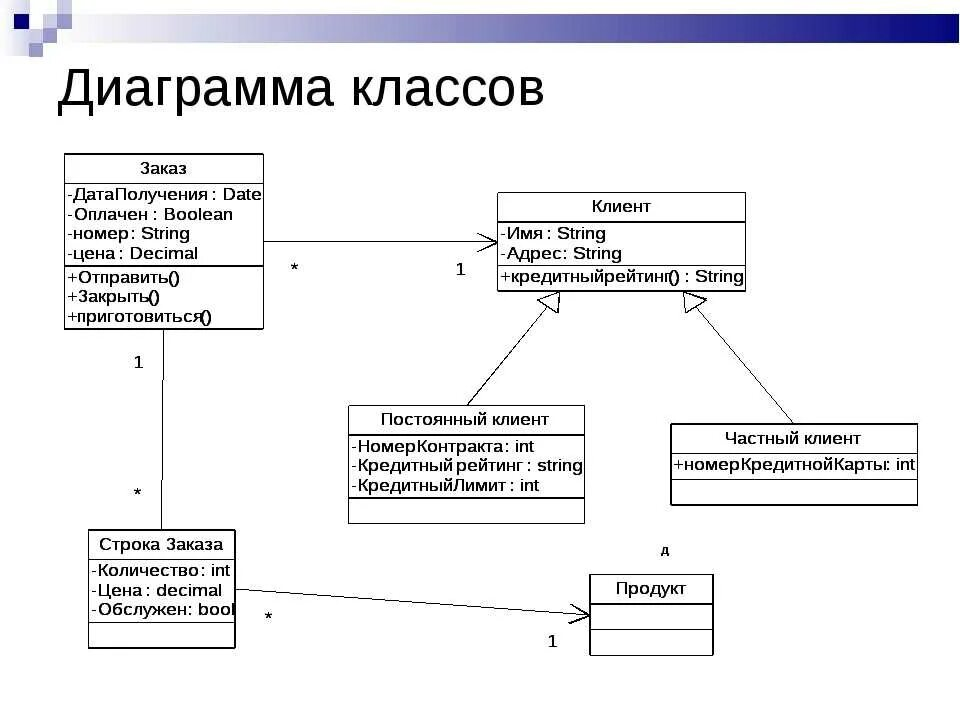 Диаграмма классов
Заказ
-ДатаПолучения : Date
-Оплачен : Boolean
-номер : String
-цена : Decimal
+Отправить()
+Закрыть()
+приготовиться()
*
1
Клиент
-Имя : String
-Адрес: String
+кредитныйрейтинг() : String
1
*
Постоянный клиент
-НомерКонтракта: int
-Кредитный рейтинг : string
-КредитныйЛимит : int
Частный клиент
+номерКредитнойКарты: int
Строка Заказа
-Количество: int
-Цена : decimal
-Обслужен: bool
*
1
д
Продукт